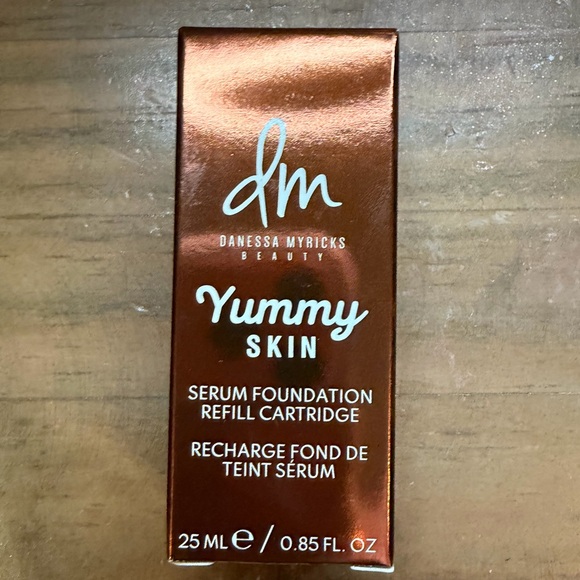 dm
DANESSA MYRICKS
BEAUTY
Yummy
SKIN
SERUM FOUNDATION
REFILL CARTRIDGE
RECHARGE FOND DE
TEINT SÉRUM
25 ML ℮ / 0.85 FL. OZ